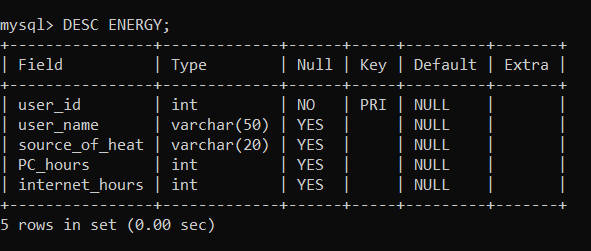 mysql> DESC ENERGY;
+----------------+-------------+------+-----+---------+-------+
| Field          | Type        | Null | Key | Default | Extra |
+----------------+-------------+------+-----+---------+-------+
| user_id        | int         | NO   | PRI | NULL    |       |
| user_name      | varchar(50) | YES  |     | NULL    |       |
| source_of_heat | varchar(20) | YES  |     | NULL    |       |
| PC_hours       | int         | YES  |     | NULL    |       |
| internet_hours | int         | YES  |     | NULL    |       |
+----------------+-------------+------+-----+---------+-------+
5 rows in set (0.00 sec)